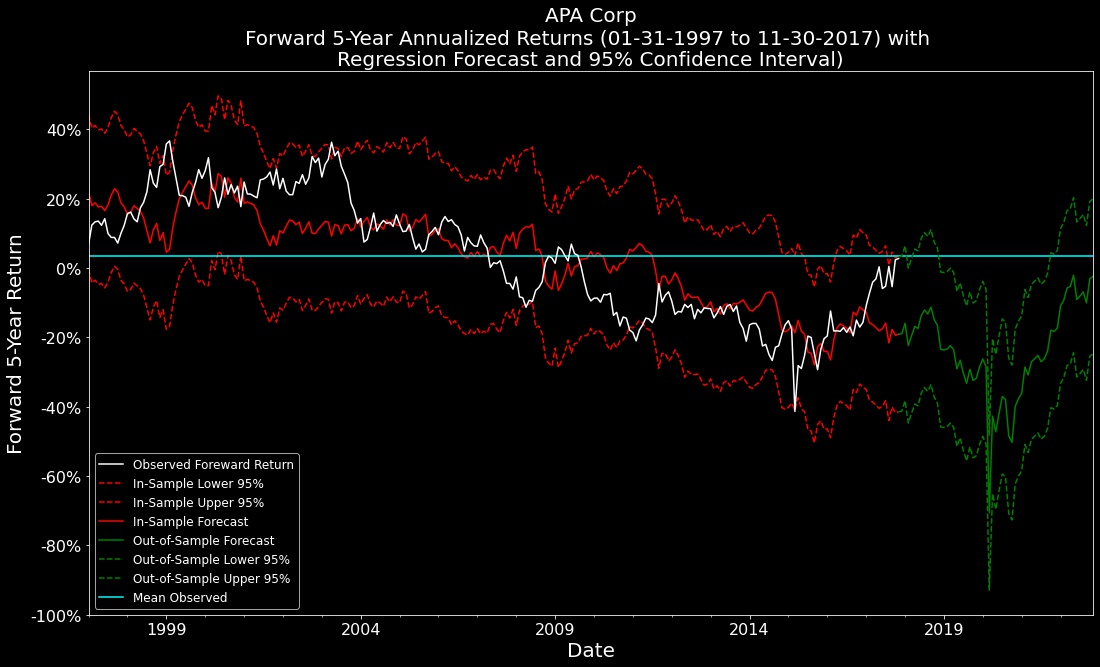 APA Corp
Forward 5-Year Annualized Returns (01-31-1997 to 11-30-2017) with
Regression Forecast and 95% Confidence Interval)
Forward 5-Year Return
40%
20%
0%
-20%
-40%
-60%
-80%
-100%
Observed Foreward Return
In-Sample Lower 95%
In-Sample Upper 95%
In-Sample Forecast
Out-of-Sample Forecast
Out-of-Sample Lower 95%
Out-of-Sample Upper 95%
Mean Observed
1999 2004 2009 2014 2019
Date